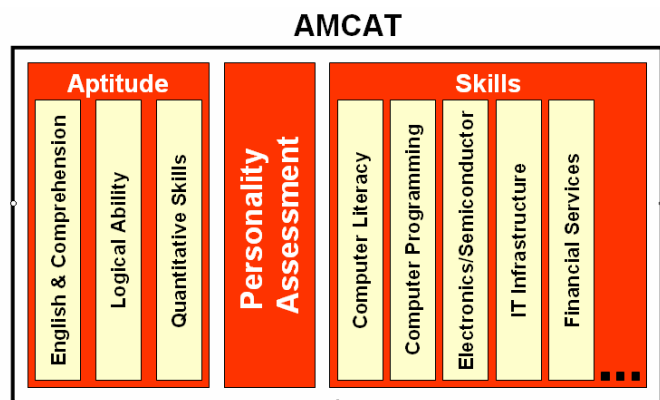 AMCAT
Aptitude
English & Comprehension
Logical Ability
Quantitative Skills
Personality
Assessment
Skills
Computer Literacy
Computer Programming
Electronics/Semiconductor
IT Infrastructure
Financial Services
...